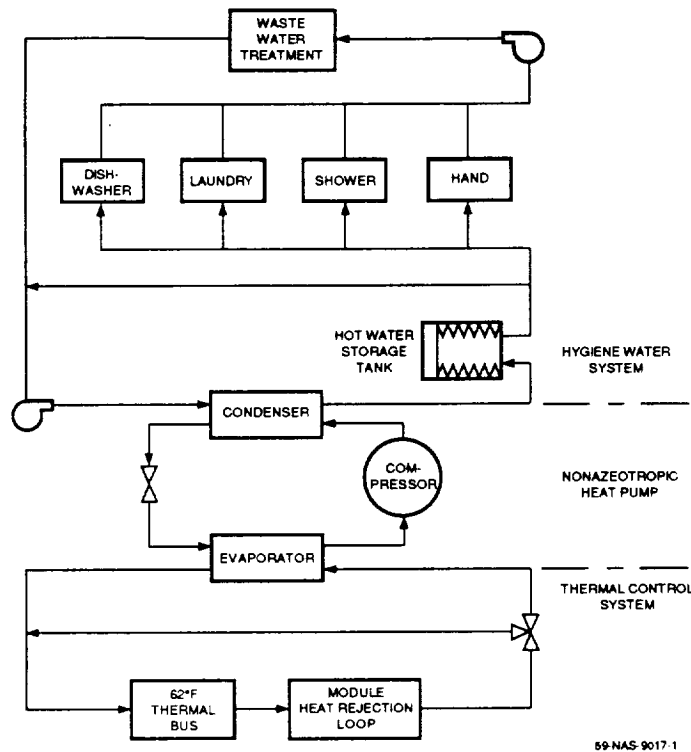 WASTE
WATER
TREATMENT
DISH-
WASHER
LAUNDRY
SHOWER
HAND
HOT WATER
STORAGE
TANK
HYGIENE WATER
SYSTEM
CONDENSER
COM-
PRESSOR
NONAZEOTROPIC
HEAT PUMP
EVAPORATOR
THERMAL CONTROL
SYSTEM
62°F
THERMAL
BUS
MODULE
HEAT REJECTION
LOOP
59-NAS-9017-1